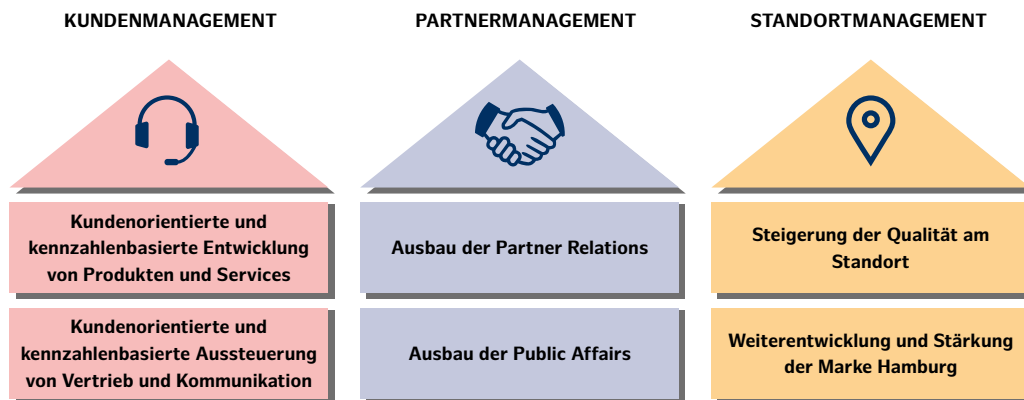 KUNDENMANAGEMENT
PARTNERMANAGEMENT
STANDORTMANAGEMENT
Kundenorientierte und
kennzahlenbasierte Entwicklung
von Produkten und Services
Ausbau der Partner Relations
Steigerung der Qualität am
Standort
Kundenorientierte und
kennzahlenbasierte Aussteuerung
von Vertrieb und Kommunikation
Ausbau der Public Affairs
Weiterentwicklung und Stärkung
der Marke Hamburg